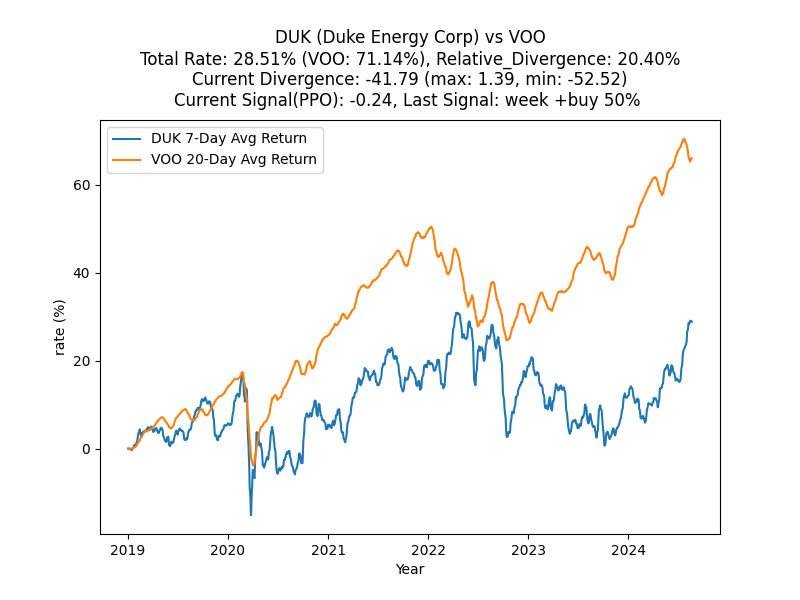 DUK (Duke Energy Corp) vs VOO
Total Rate: 28.51% (VOO: 71.14%), Relative_Divergence: 20.40%
Current Divergence: -41.79 (max: 1.39, min: -52.52)
Current Signal(PPO): -0.24, Last Signal: week +buy 50%
DUK 7-Day Avg Return
VOO 20-Day Avg Return
60
40
20
0
rate (%)
2019 2020 2021 2022 2023 2024
Year